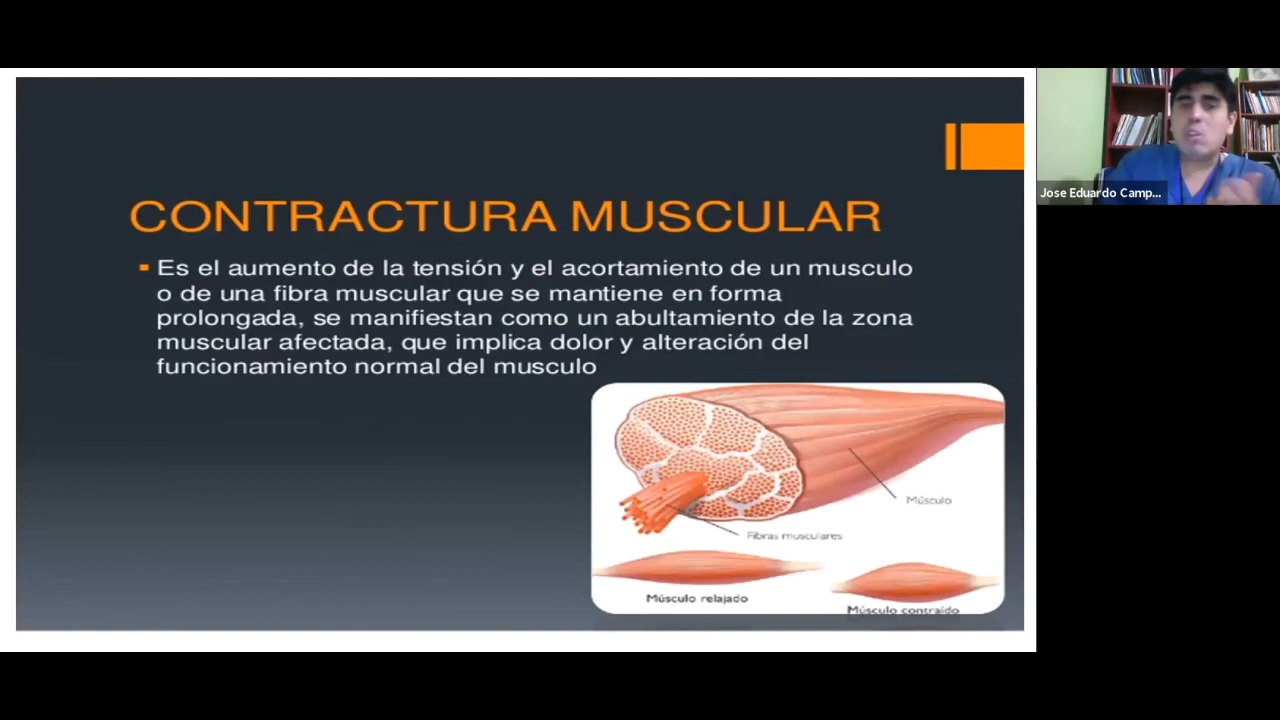 CONTRACTURA MUSCULAR
Es el aumento de la tensión y el acortamiento de un musculo
o de una fibra muscular que se mantiene en forma
prolongada, se manifiestan como un abultamiento de la zona
muscular afectada, que implica dolor y alteración del
funcionamiento normal del musculo
Músculo
Fibras musculares
Músculo relajado
Músculo contraído
Jose Eduardo Camp...